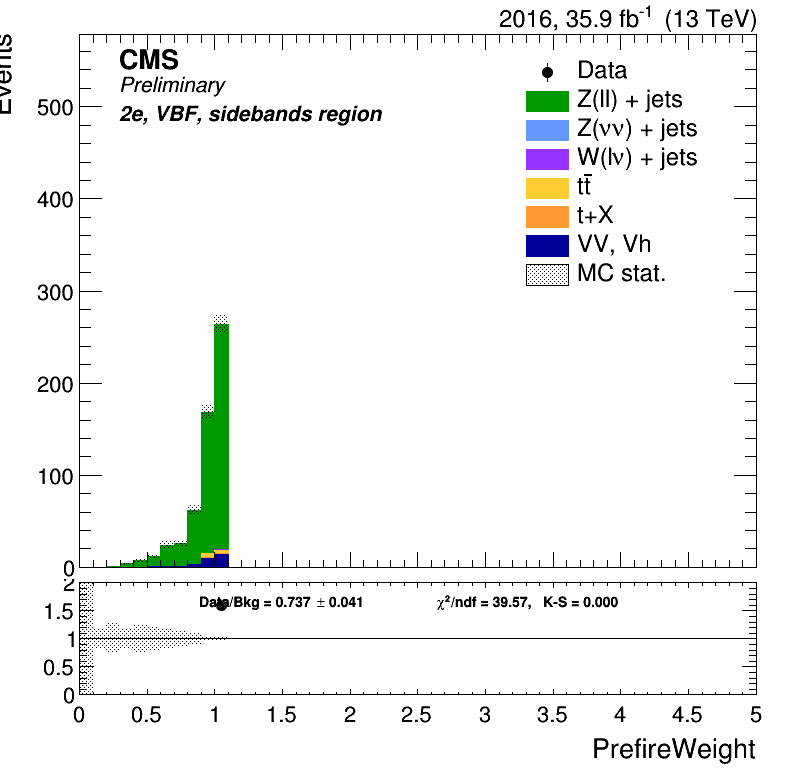 2016, 35.9 fb⁻¹ (13 TeV)
Events
CMS
Preliminary
2e, VBF, sidebands region
Data
Z(ll) + jets
Z(νν) + jets
W(lν) + jets
tt̄
t+X
VV, Vh
MC stat.
500
400
300
200
100
0
Data/Bkg = 0.737 ± 0.041 χ²/ndf = 39.57, K-S = 0.000
2
1.5
1
0.5
0
0 0.5 1 1.5 2 2.5 3 3.5 4 4.5 5
PrefireWeight